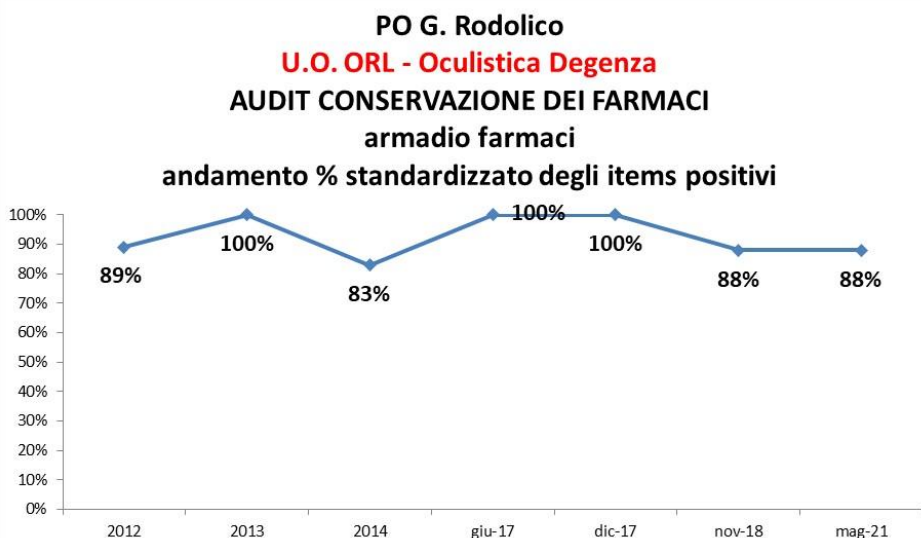 PO G. Rodolico
U.O. ORL - Oculistica Degenza
AUDIT CONSERVAZIONE DEI FARMACI
armadio farmaci
andamento % standardizzato degli items positivi
100%
90%
80%
70%
60%
50%
40%
30%
20%
10%
0%
89%
100%
83%
100%
100%
88%
88%
2012
2013
2014
giu-17
dic-17
nov-18
mag-21